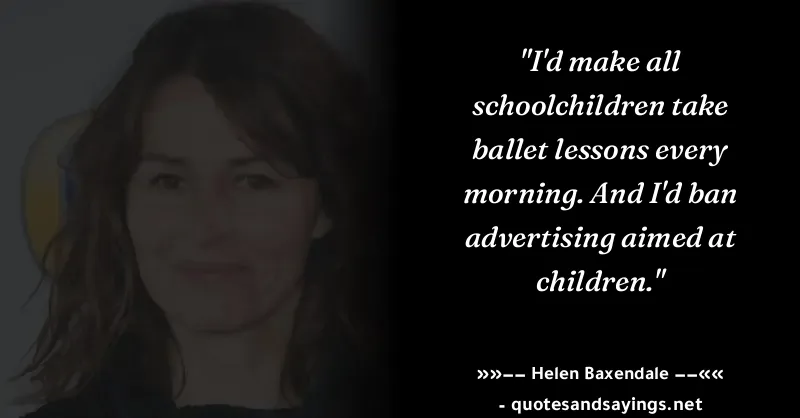 "I'd make all
schoolchildren take
ballet lessons every
morning. And I'd ban
advertising aimed at
children."
»»–– Helen Baxendale ––««
- quotesandsayings.net